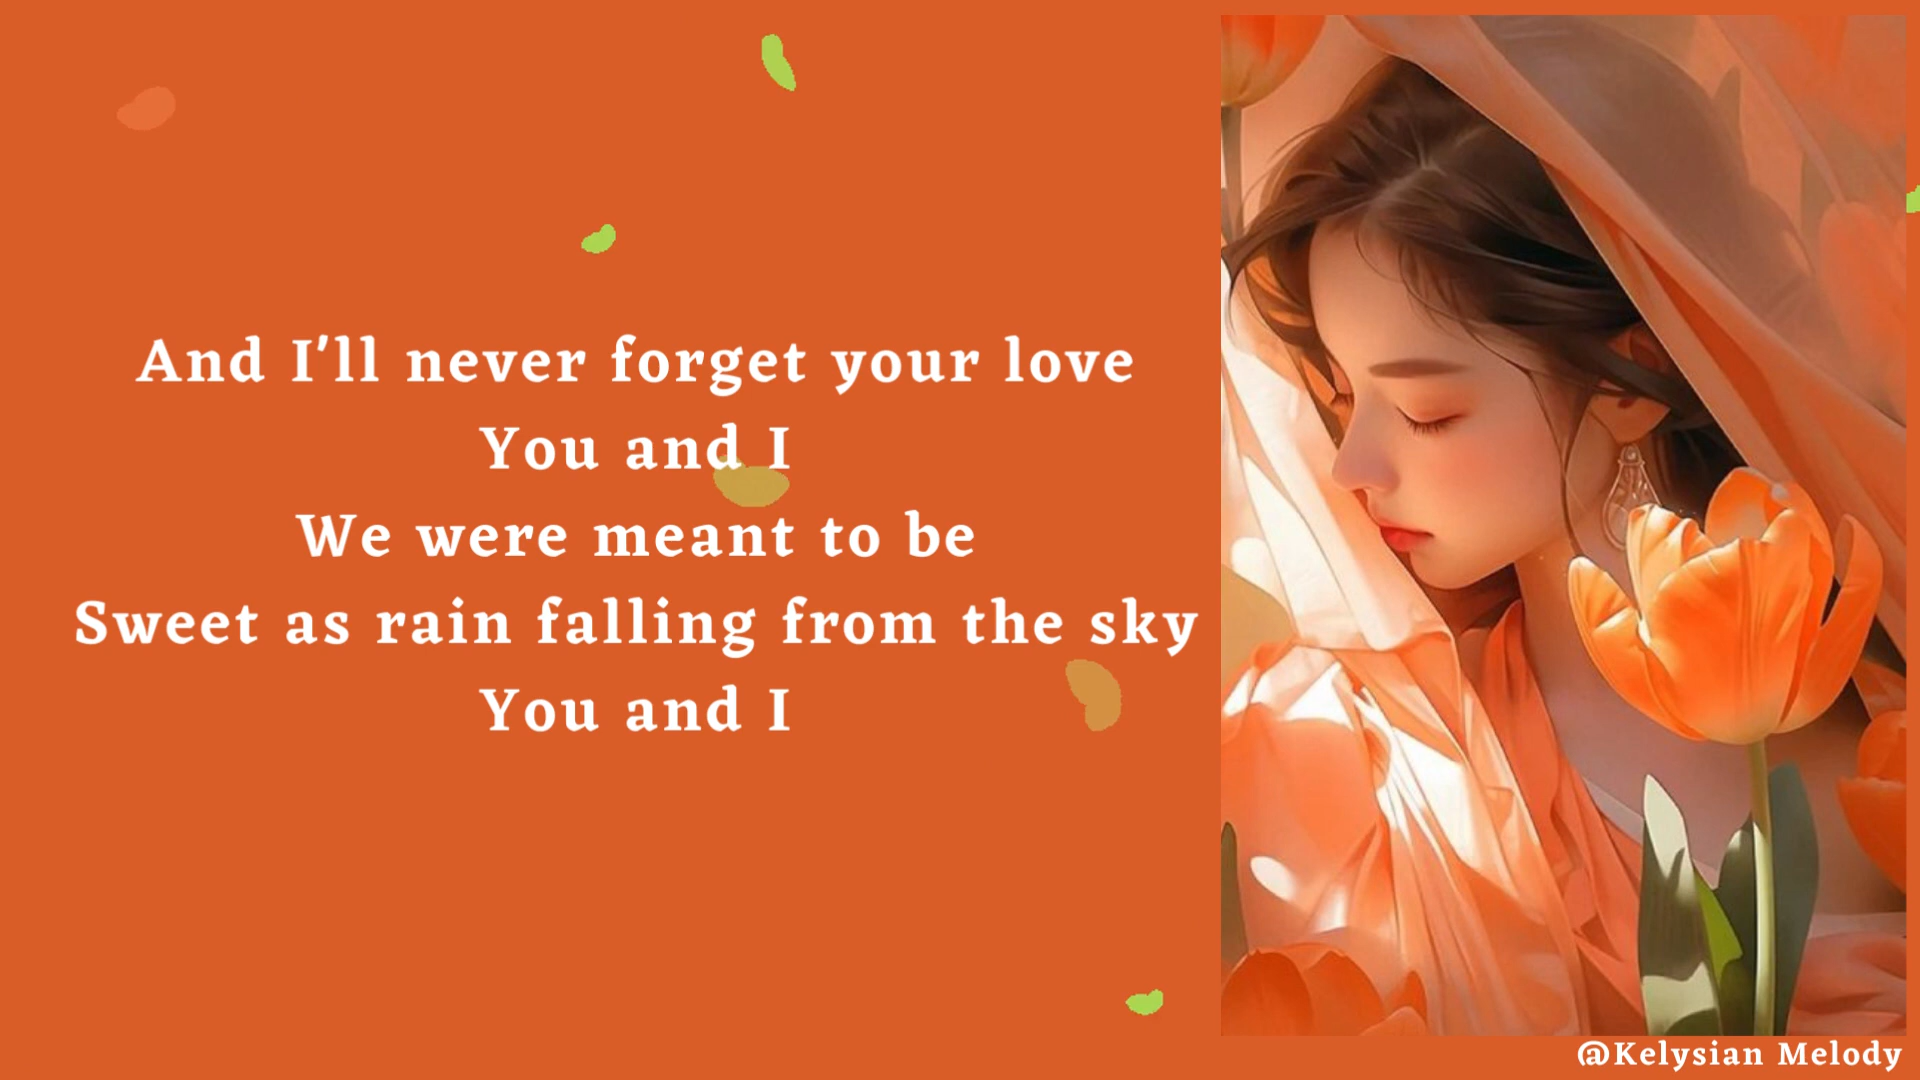 And I'll never forget your love
You and I
We were meant to be
Sweet as rain falling from the sky
You and I
@Kelysian Melody